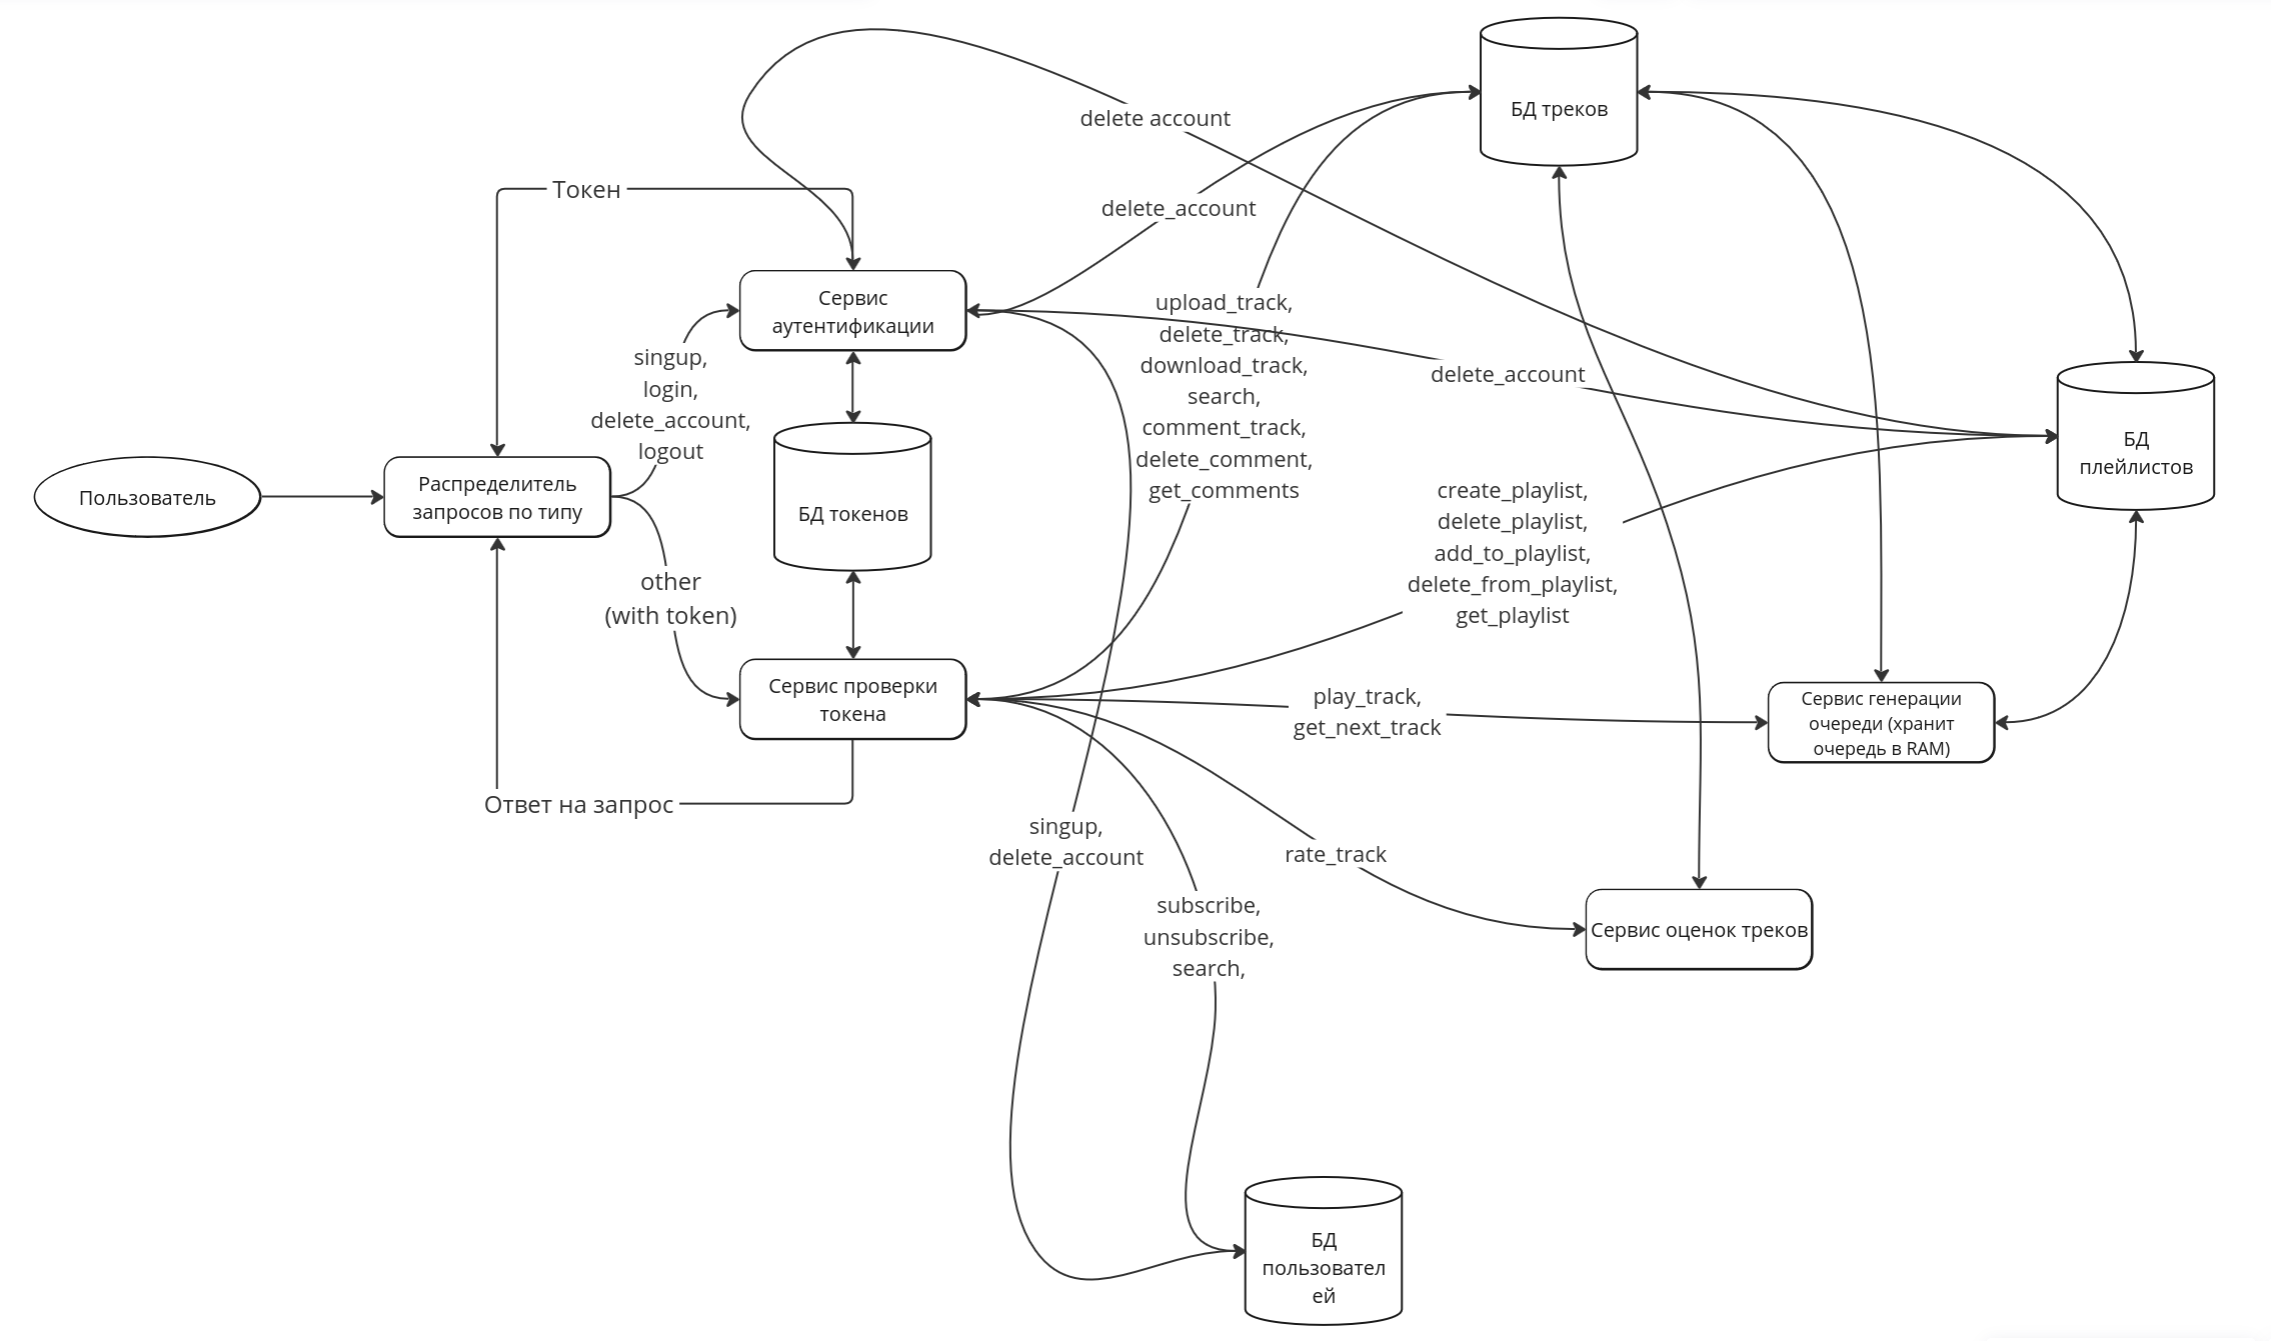 БД треков
delete account
Токен
delete_account
Сервис
аутентификации
upload_track,
delete_track,
download_track,
search,
comment_track,
delete_comment,
get_comments
singup,
login,
delete_account,
logout
delete_account
БД
плейлистов
Пользователь
Распределитель
запросов по типу
БД токенов
create_playlist,
delete_playlist,
add_to_playlist,
delete_from_playlist,
get_playlist
other
(with token)
Сервис проверки
токена
play_track,
get_next_track
Сервис генерации
очереди (хранит
очередь в RAM)
Ответ на запрос
singup,
delete_account
rate_track
subscribe,
unsubscribe,
search,
Сервис оценок треков
БД
пользовател
ей